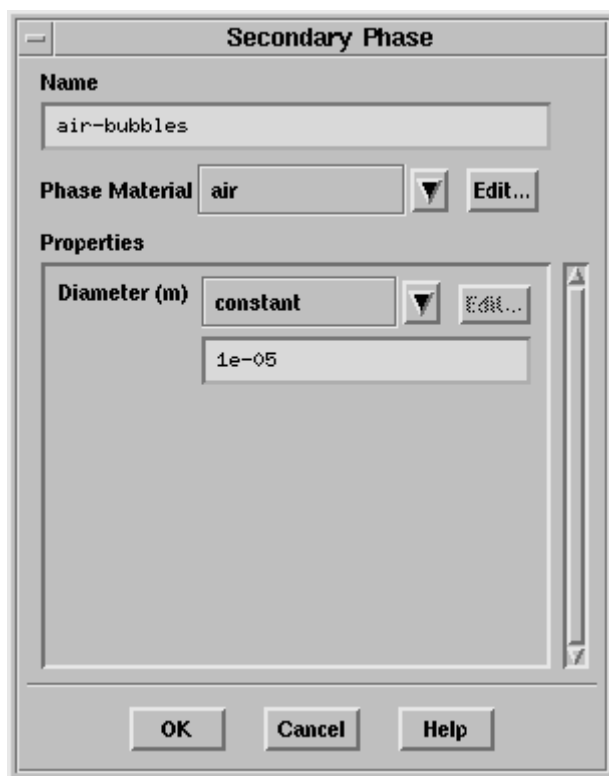 Secondary Phase
Name
air-bubbles
Phase Material air Edit...
Properties
Diameter (m) constant Edit...
1e-05
OK Cancel Help